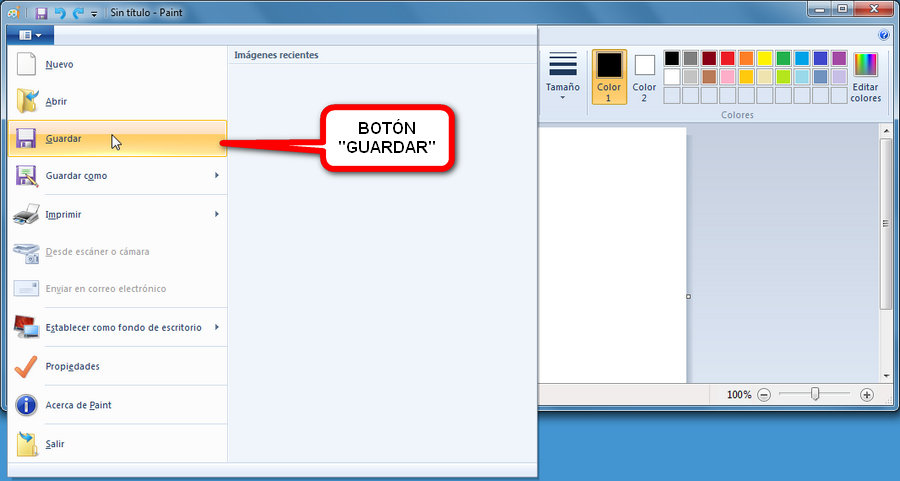 Sin título - Paint
Imágenes recientes
Nuevo
Abrir
Guardar
Guardar como
Imprimir
Desde escáner o cámara
Enviar en correo electrónico
Establecer como fondo de escritorio
Propiedades
Acerca de Paint
Salir
BOTÓN
"GUARDAR"
Tamaño
Color
1
Color
2
Editar
colores
Colores
100%